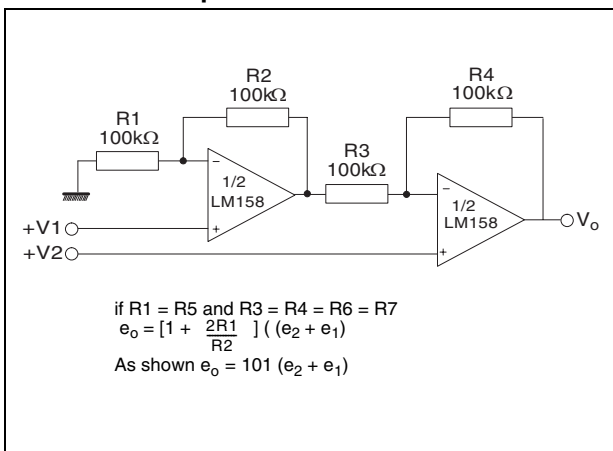 R2
100kΩ
R4
100kΩ
R1
100kΩ
R3
100kΩ
1/2
LM158
1/2
LM158
+V1
+V2
Vo
if R1 = R5 and R3 = R4 = R6 = R7
eo = [1 + 2R1/R2 ] ( (e2 + e1)
As shown eo = 101 (e2 + e1)